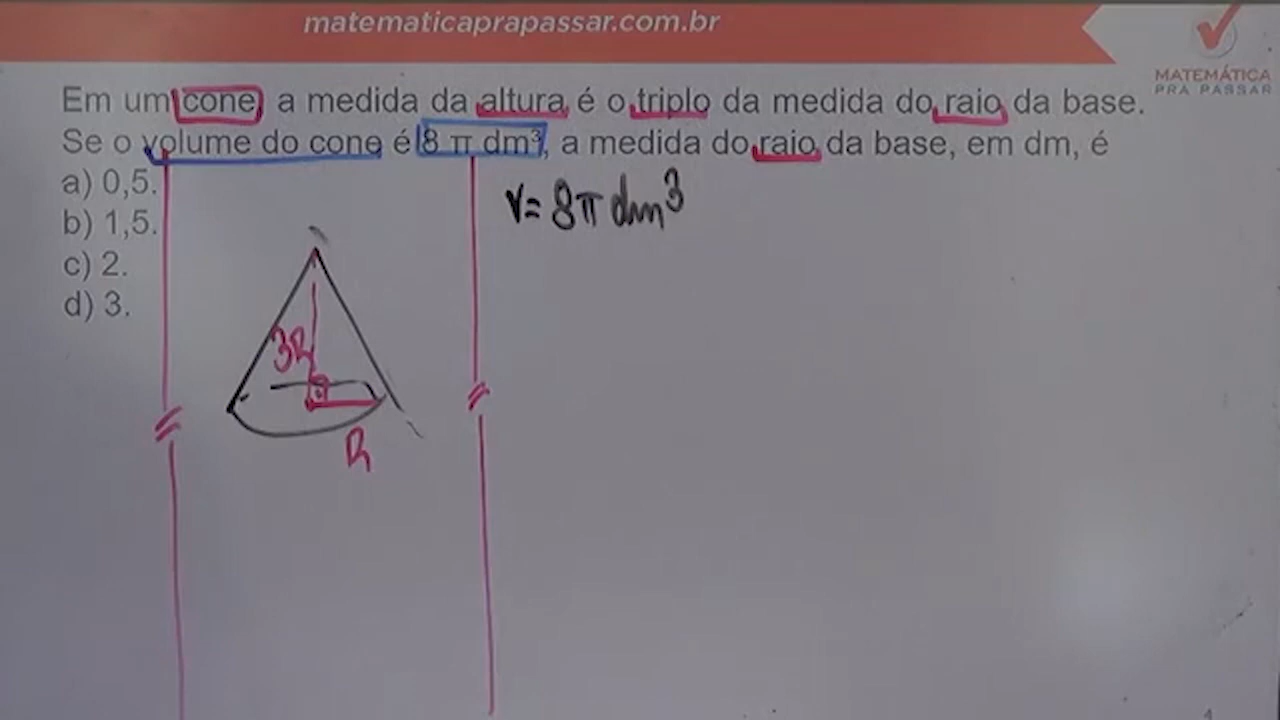 matematicaprapassar.com.br
MATEMÁTICA
PRA PASSAR
Em um cone, a medida da altura é o triplo da medida do raio da base.
Se o volume do cone é 8 π dm³, a medida do raio da base, em dm, é
a) 0,5.
b) 1,5.
c) 2.
d) 3.
V = 8π dm³
3R
R